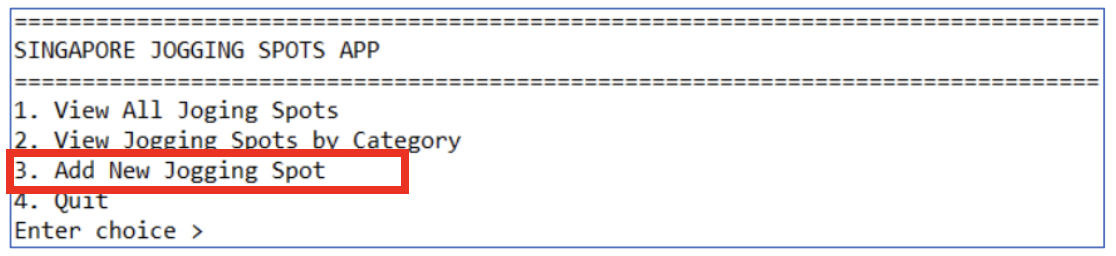 ================================================================================
SINGAPORE JOGGING SPOTS APP
================================================================================
1. View All Joging Spots
2. View Jogging Spots by Category
3. Add New Jogging Spot
4. Quit
Enter choice >